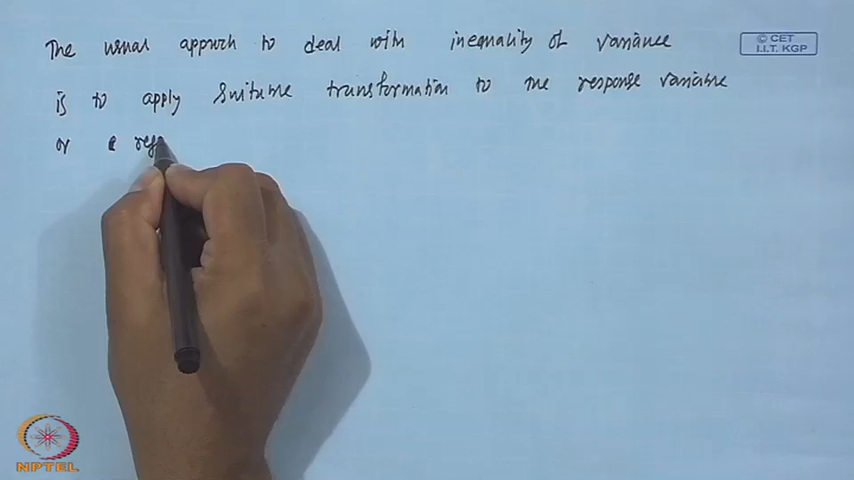 The usual approch to deal with inequality of variance
© CET
I.I.T. KGP
is to apply suitable transformation to the response variable
or
NPTEL